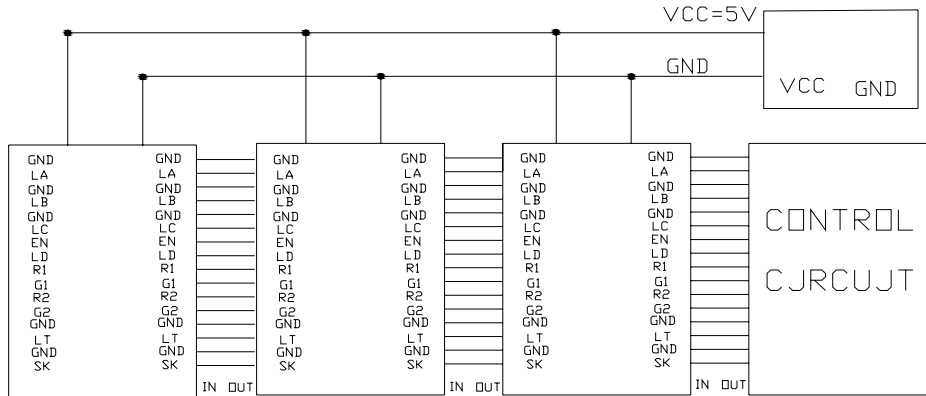 VCC=5V
GND
VCC GND
GND GND GND GND GND GND
LA LA LA LA LA LA
GND GND GND GND GND GND
LB LB LB LB LB LB
GND GND GND GND GND GND
LC LC LC LC LC LC
EN EN EN EN EN EN
LD LD LD LD LD LD
R1 R1 R1 R1 R1 R1
G1 G1 G1 G1 G1 G1
R2 R2 R2 R2 R2 R2
G2 G2 G2 G2 G2 G2
GND GND GND GND GND GND
LT LT LT LT LT LT
GND GND GND GND GND GND
SK SK SK SK SK SK
IN OUT IN OUT IN OUT
CONTROL
CJRCUJT